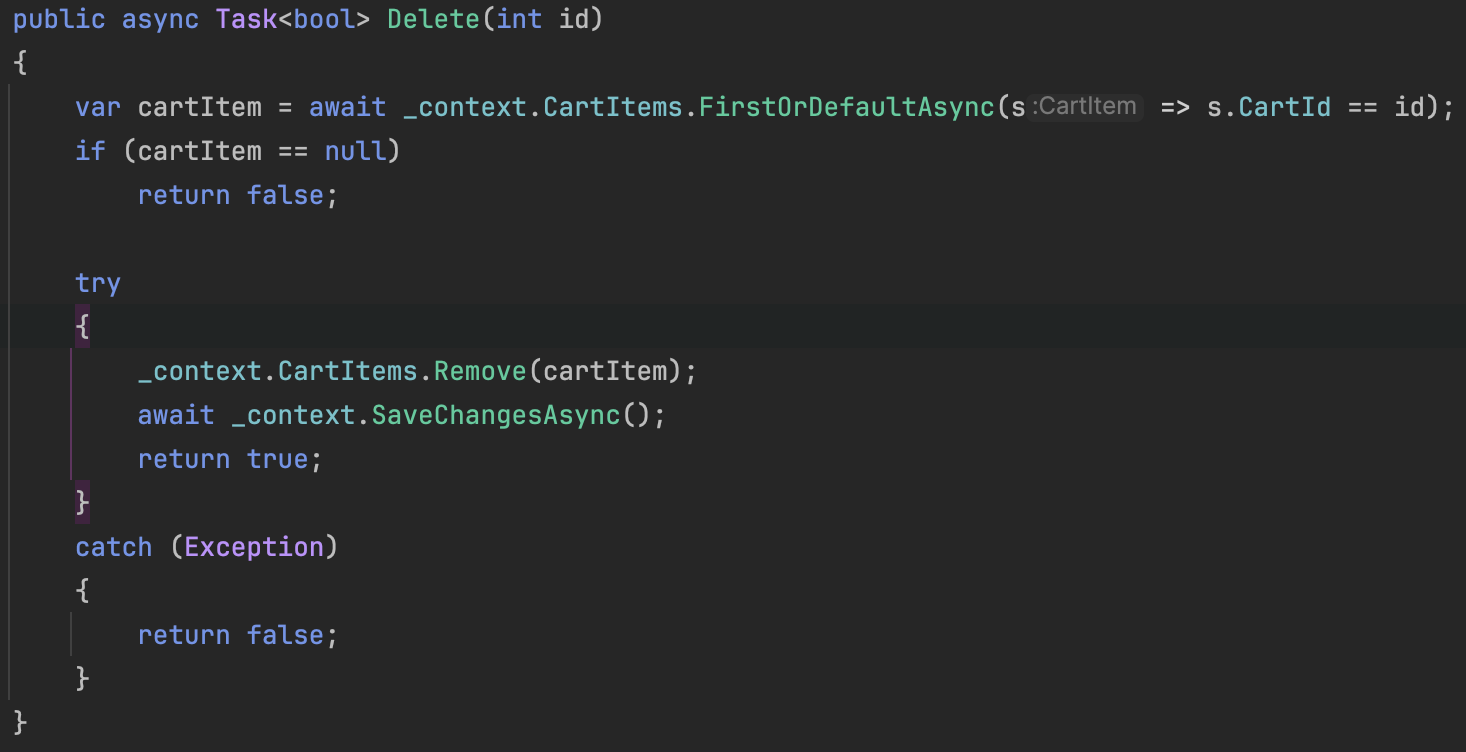 public async Task<bool> Delete(int id)
{
    var cartItem = await _context.CartItems.FirstOrDefaultAsync(s :CartItem => s.CartId == id);
    if (cartItem == null)
        return false;

    try
    {
        _context.CartItems.Remove(cartItem);
        await _context.SaveChangesAsync();
        return true;
    }
    catch (Exception)
    {
        return false;
    }
}